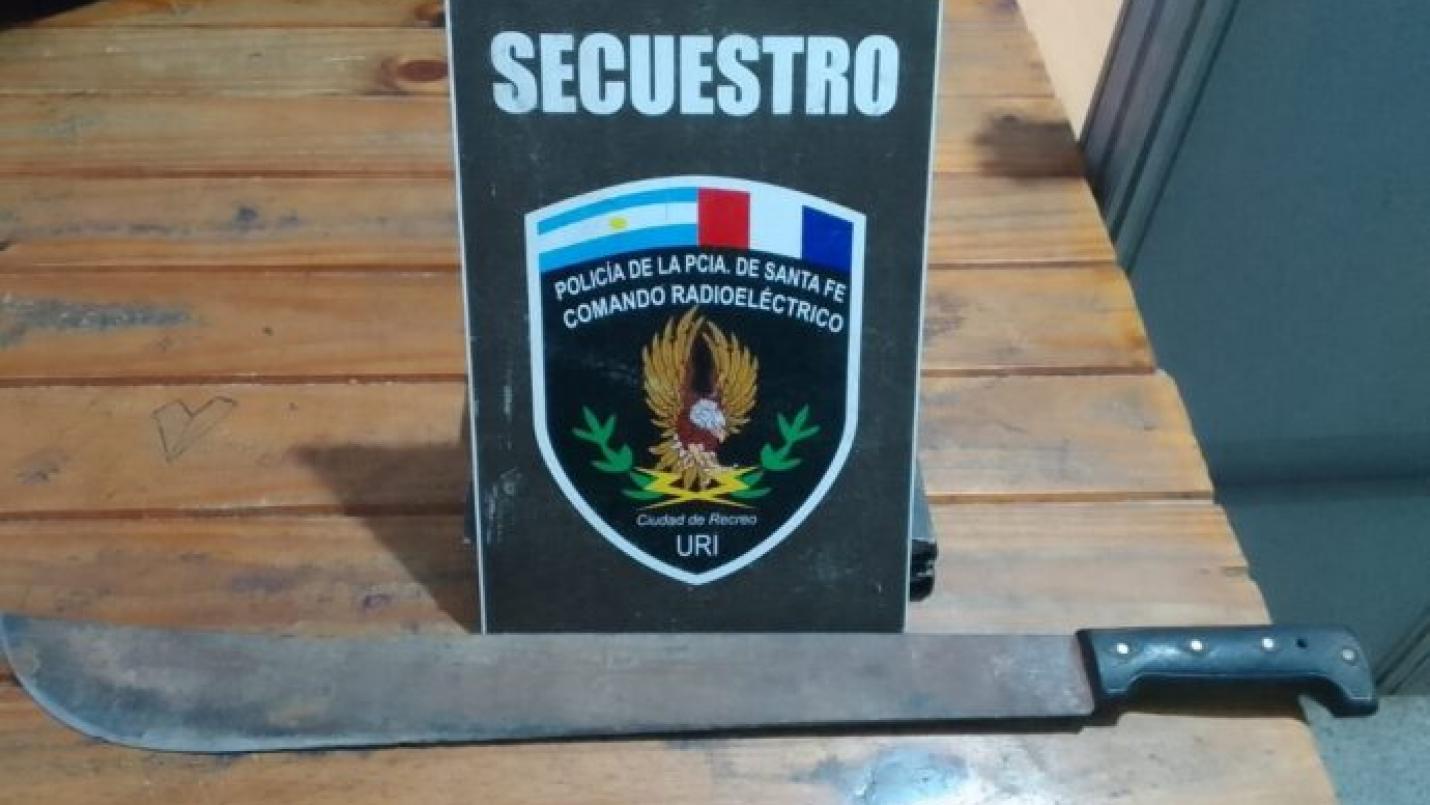 SECUESTRO
POLICÍA DE LA PCIA. DE SANTA FE
COMANDO RADIOELÉCTRICO
Ciudad de Recreo
URI